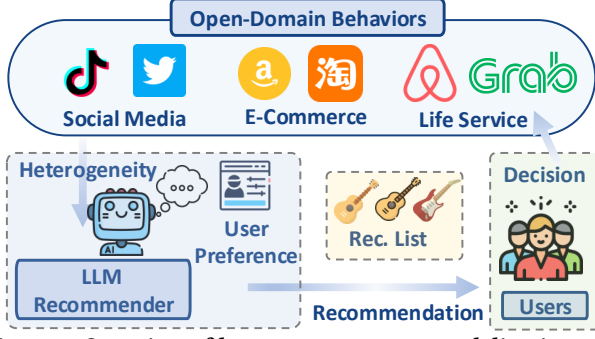 Open-Domain Behaviors
a
淘
Grab
Social Media
E-Commerce
Life Service
Heterogeneity
AI
User
Preference
LLM
Recommender
Rec. List
Recommendation
Decision
Users